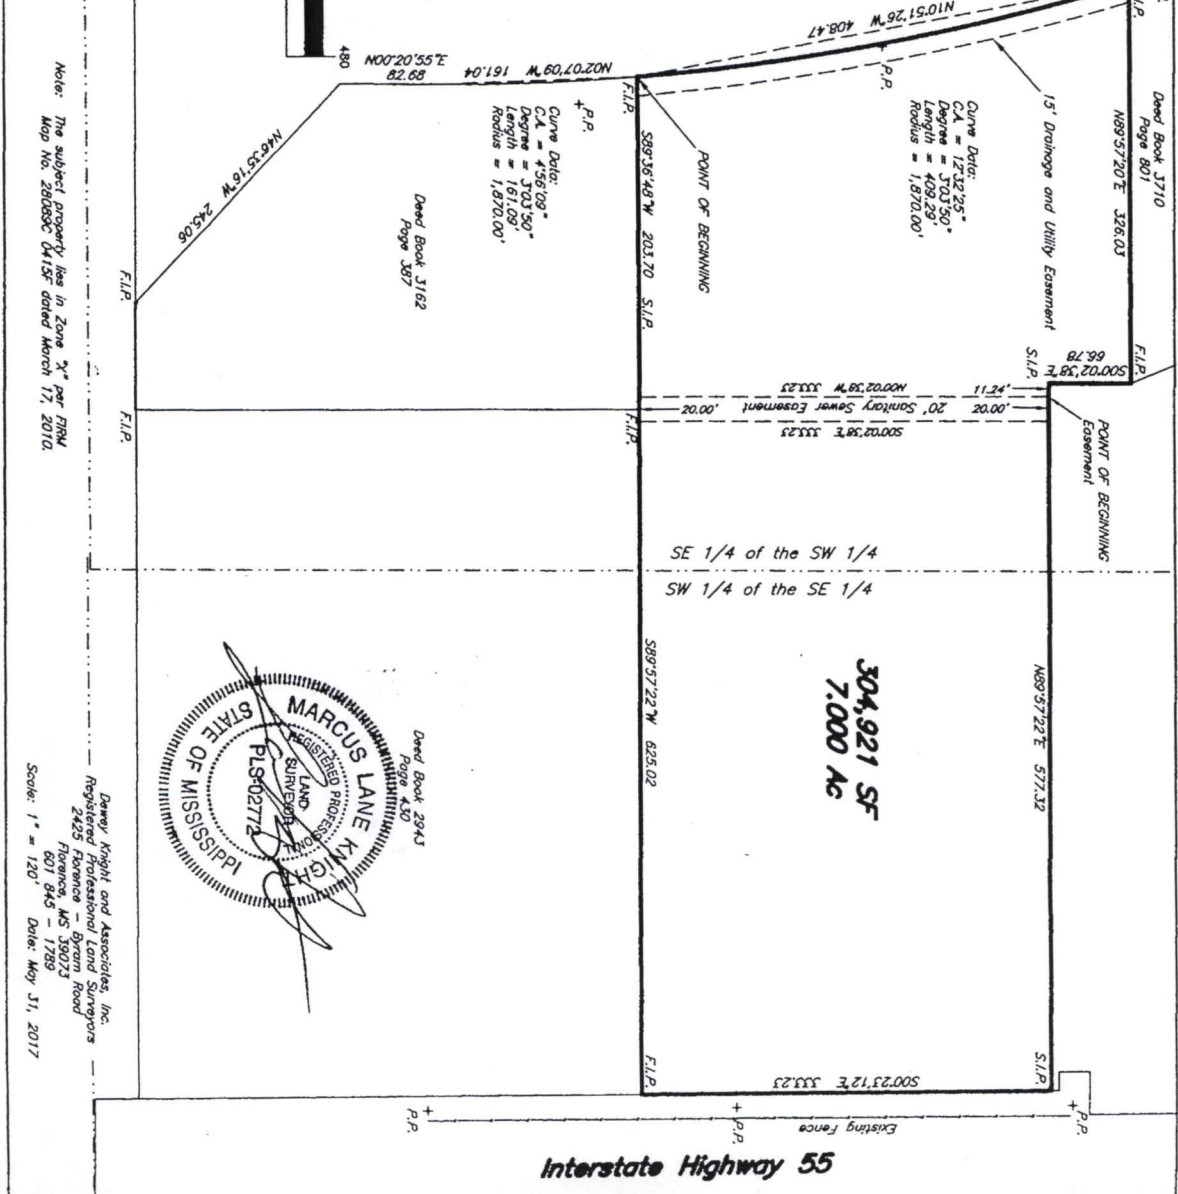 N10°51'26"W 408.47
I.P.
480
N00°20'55"E
82.68
N02°07'09"W 161.04
F.I.P.
+P.P.
Curve Data:
C.A. = 4°56'09"
Degree = 3°03'50"
Length = 161.09'
Radius = 1,870.00'
N46°35'16"W 245.06
Deed Book 3162
Page 387
POINT OF BEGINNING
S89°36'48"W 203.70 S.I.P.
P.P.
Curve Data:
C.A. = 12°32'25"
Degree = 3°03'50"
Length = 409.29'
Radius = 1,870.00'
15' Drainage and Utility Easement
N89°57'20"E 326.03
Deed Book 3710
Page 801
F.I.P.
S00°02'38"E
66.78
S.I.P.
N00°02'38"W 333.23
11.24'
20.00' 20' Sanitary Sewer Easement 20.00'
S00°02'38"E 333.23
POINT OF BEGINNING
Easement
F.I.P.
F.I.P.
F.I.P.
SE 1/4 of the SW 1/4
SW 1/4 of the SE 1/4
304,921 SF
7.000 Ac
S89°57'22"W 625.02
N89°57'22"E 577.32
Deed Book 2943
Page 430
MARCUS LANE KNIGHT
REGISTERED PROFESSIONAL
LAND
SURVEYOR
PLS-02772
STATE OF MISSISSIPPI
F.I.P.
S00°23'12"E 333.23
S.I.P.
P.P.
P.P.
P.P.
Existing Fence
Interstate Highway 55
Note: The subject property lies in Zone "X" per FIRM
Map No. 28089C 0415F dated March 17, 2010.
Dewey Knight and Associates, Inc.
Registered Professional Land Surveyors
2425 Florence - Byram Road
Florence, MS 39073
601 845 - 1789
Scale: 1" = 120' Date: May 31, 2017